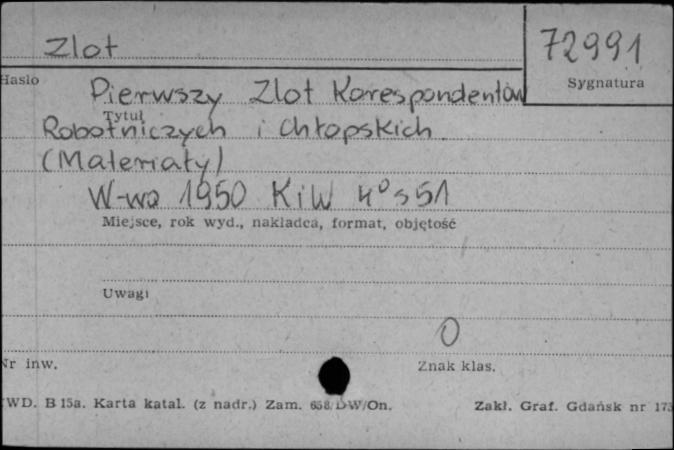 Zlot
72991
Hasło
Sygnatura
Pierwszy Zlot Korespondentów
Tytuł
Robotniczych i Chłopskich
(Materiały)
W-wa 1950 KiW 4° s 51
Miejsce, rok wyd., nakładca, format, objętość
Uwagi
0
Nr inw.
Znak klas.
WD. B 15a. Karta katal. (z nadr.) Zam. 658/DW/On.
Zakł. Graf. Gdańsk nr 173